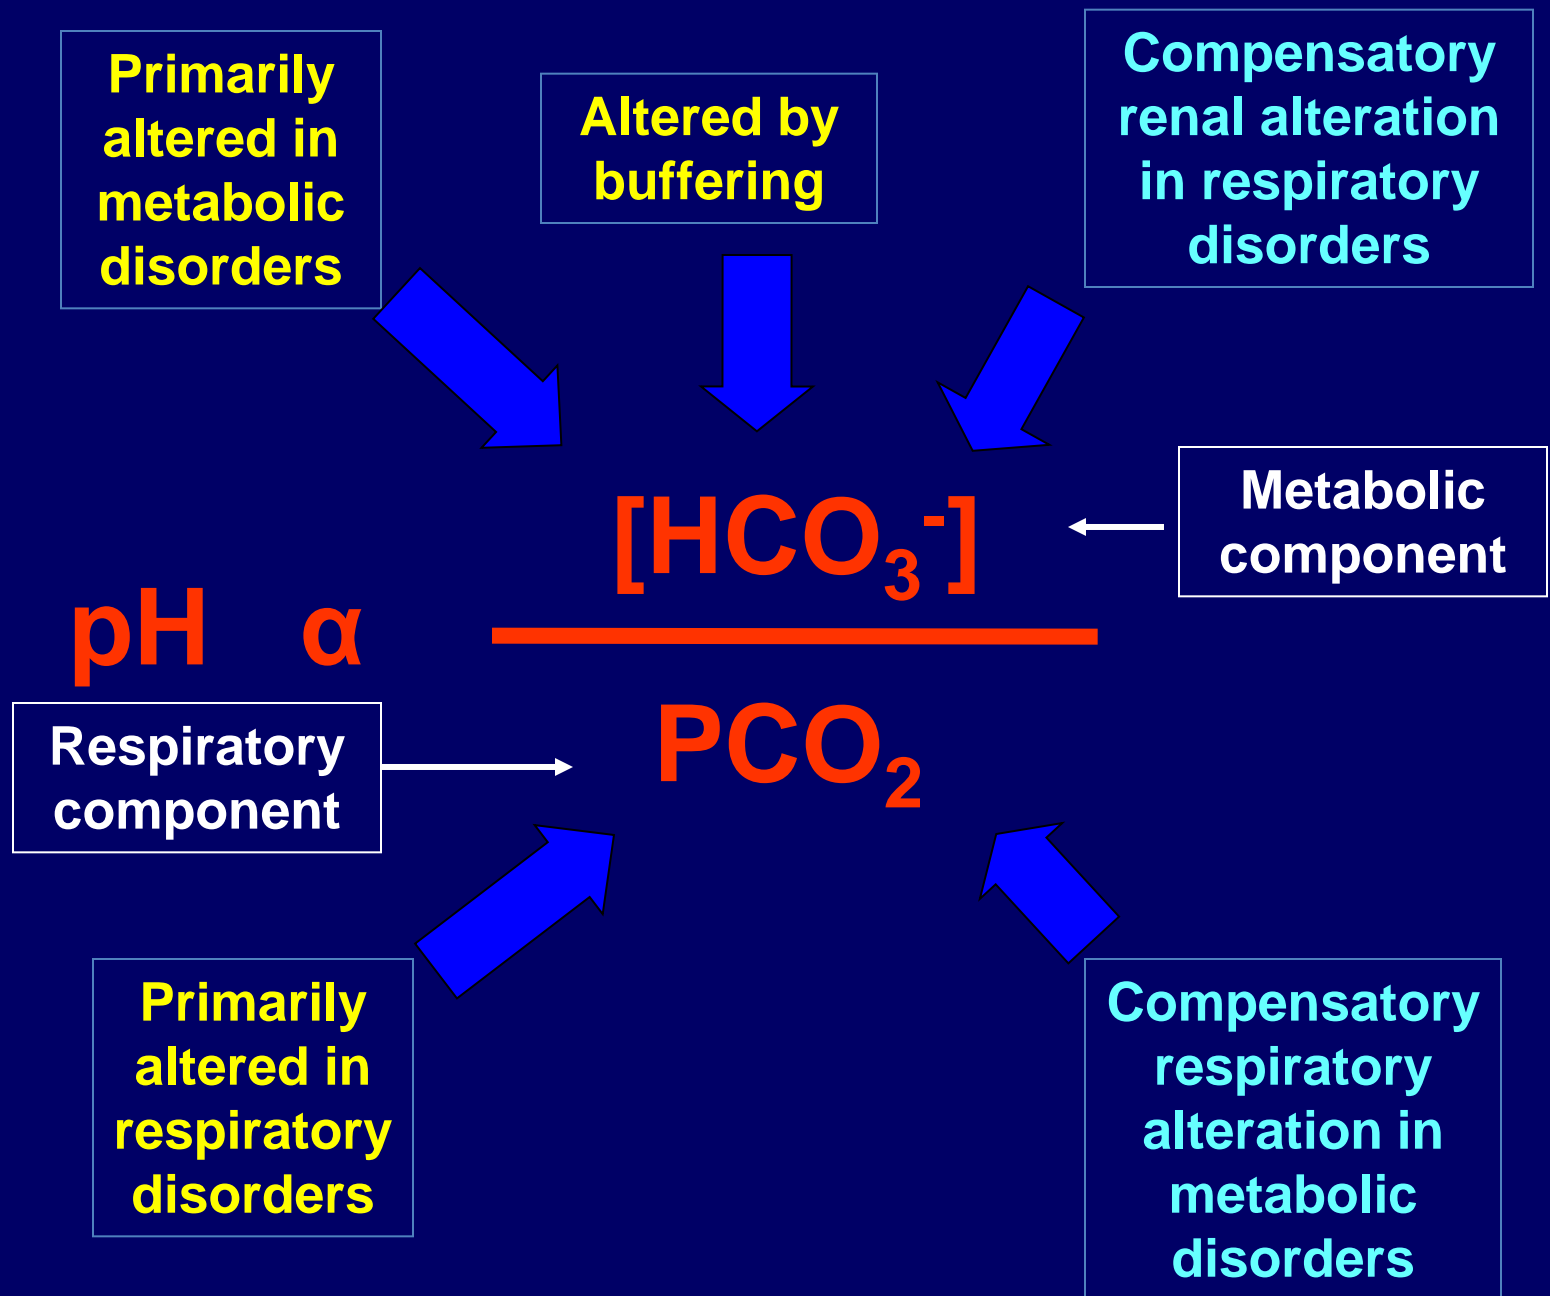 Primarily
altered in
metabolic
disorders
Altered by
buffering
Compensatory
renal alteration
in respiratory
disorders
[HCO₃⁻]
Metabolic
component
pH α
PCO₂
Respiratory
component
Primarily
altered in
respiratory
disorders
Compensatory
respiratory
alteration in
metabolic
disorders